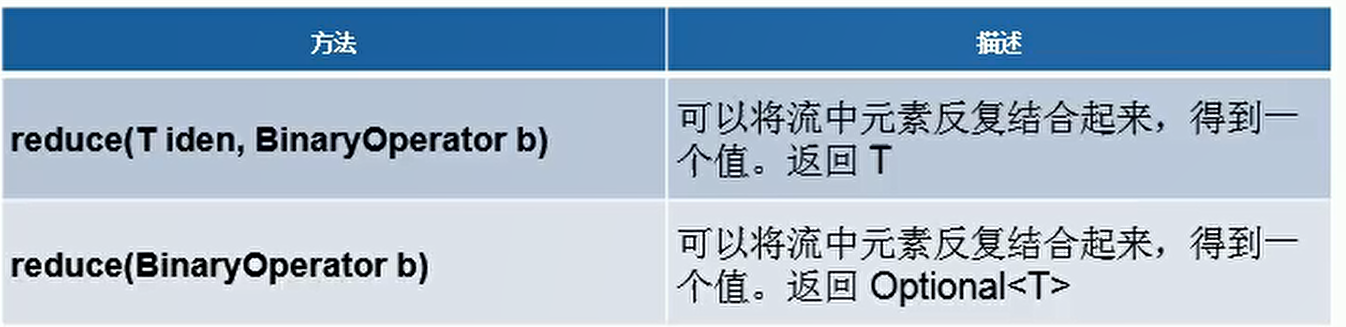 方法
描述
reduce(T iden, BinaryOperator b)
可以将流中元素反复结合起来，得到一
个值。返回 T
reduce(BinaryOperator b)
可以将流中元素反复结合起来，得到一
个值。返回 Optional<T>